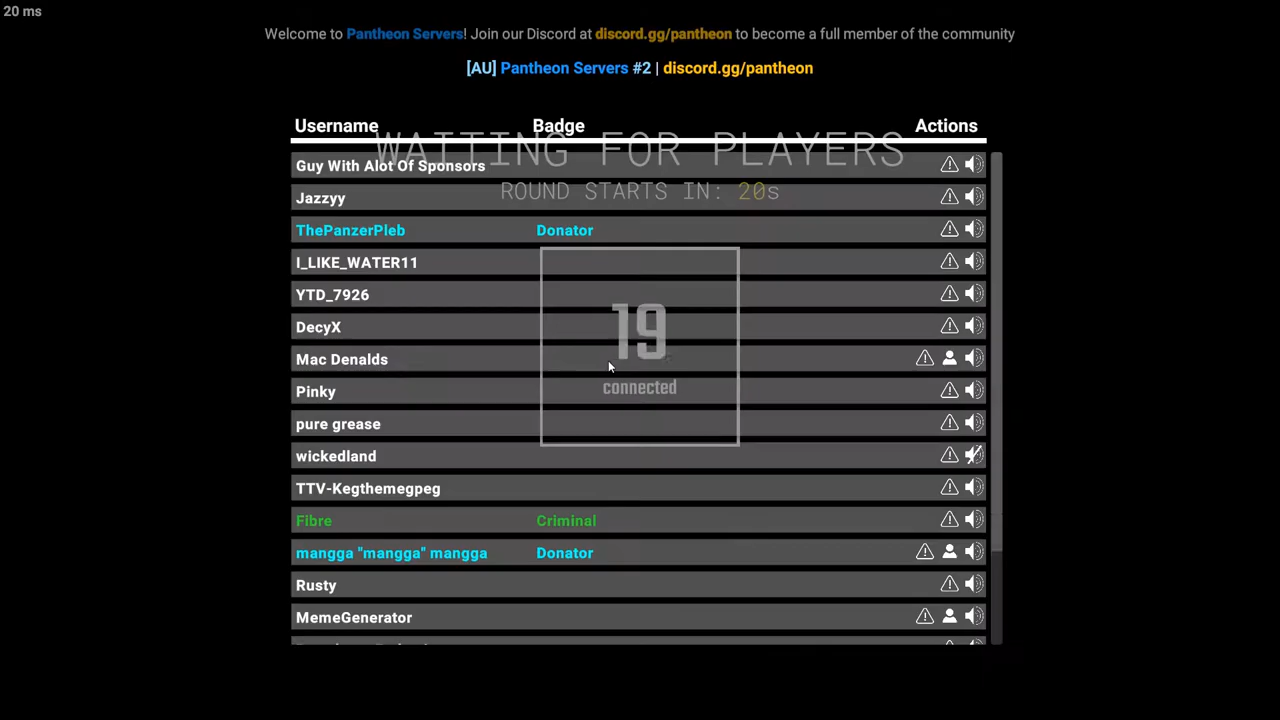 20 ms
Welcome to Pantheon Servers! Join our Discord at discord.gg/pantheon to become a full member of the community
[AU] Pantheon Servers #2 | discord.gg/pantheon
Username Badge Actions
WAITING FOR PLAYERS
Guy With Alot Of Sponsors
ROUND STARTS IN: 20s
Jazzyy
ThePanzerPleb Donator
I_LIKE_WATER11
YTD_7926
DecyX
19
Mac Denalds
connected
Pinky
pure grease
wickedland
TTV-Kegthemegpeg
Fibre Criminal
mangga "mangga" mangga Donator
Rusty
MemeGenerator